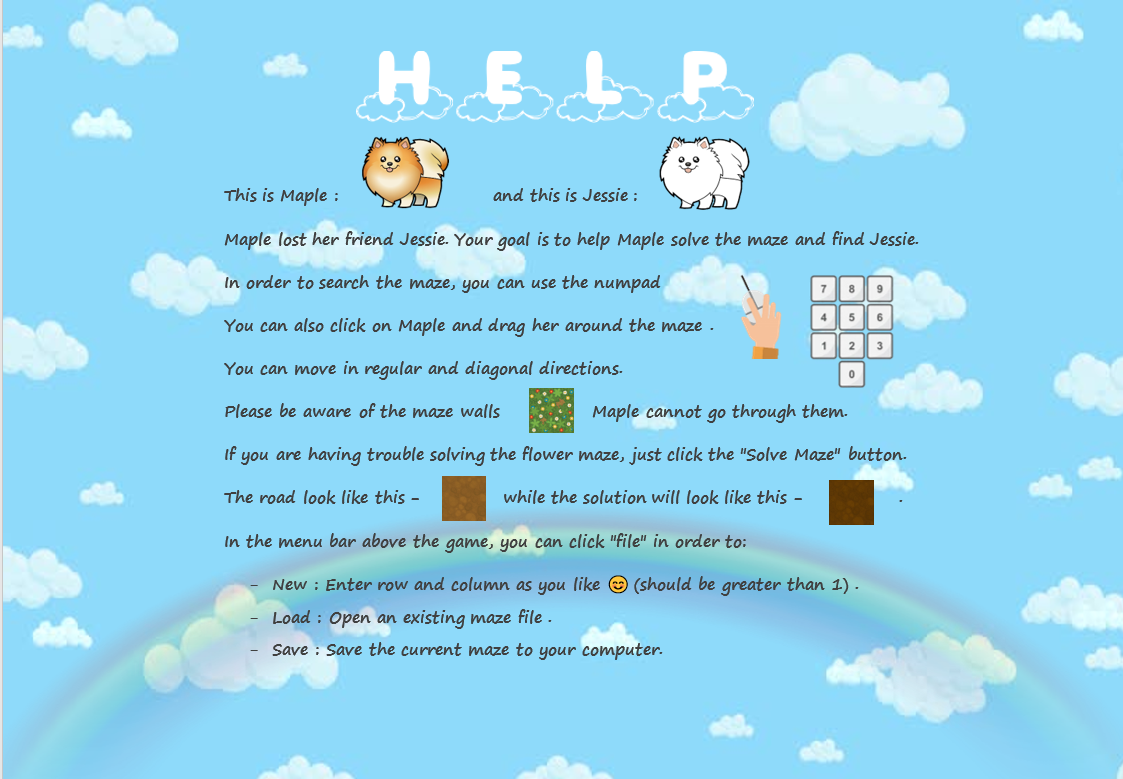 HELP
This is Maple : and this is Jessie :
Maple lost her friend Jessie. Your goal is to help Maple solve the maze and find Jessie.
In order to search the maze, you can use the numpad
7 8 9
You can also click on Maple and drag her around the maze .
4 5 6
1 2 3
You can move in regular and diagonal directions.
0
Please be aware of the maze walls Maple cannot go through them.
If you are having trouble solving the flower maze, just click the "Solve Maze" button.
The road look like this - while the solution will look like this - .
In the menu bar above the game, you can click "file" in order to:
- New : Enter row and column as you like 😊 (should be greater than 1) .
- Load : Open an existing maze file .
- Save : Save the current maze to your computer.